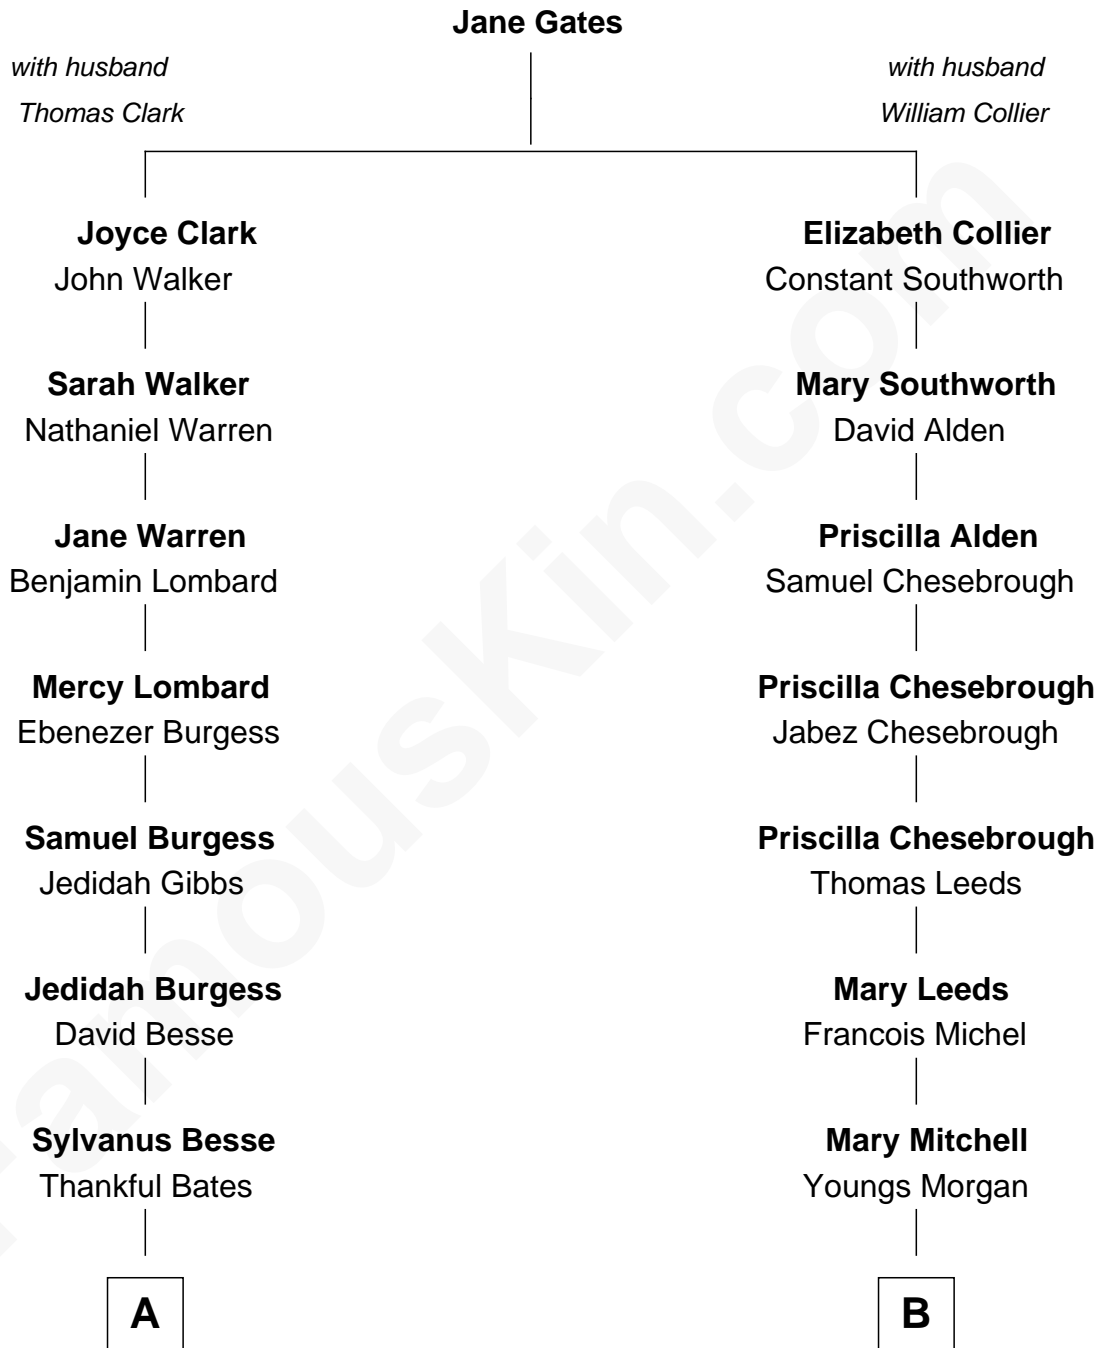 Jane Gates
with husband
Thomas Clark
with husband
William Collier
Joyce Clark
John Walker
Elizabeth Collier
Constant Southworth
Sarah Walker
Nathaniel Warren
Mary Southworth
David Alden
Jane Warren
Benjamin Lombard
Priscilla Alden
Samuel Chesebrough
Mercy Lombard
Ebenezer Burgess
Priscilla Chesebrough
Jabez Chesebrough
Samuel Burgess
Jedidah Gibbs
Priscilla Chesebrough
Thomas Leeds
Jedidah Burgess
David Besse
Mary Leeds
Francois Michel
Sylvanus Besse
Thankful Bates
Mary Mitchell
Youngs Morgan
A
B
FamousKin.com